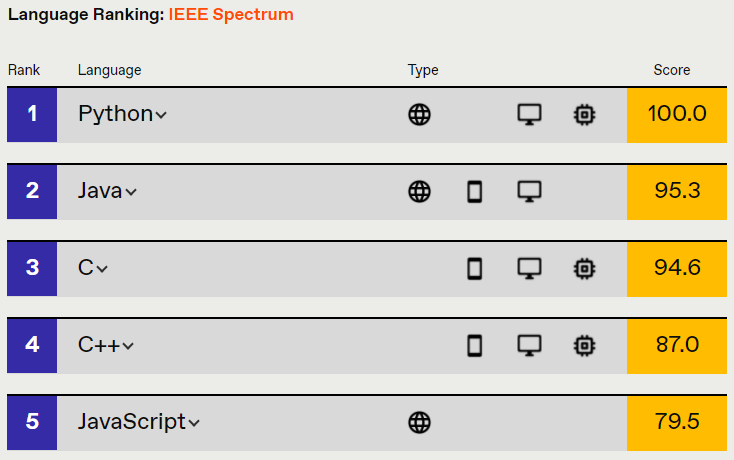 Language Ranking: IEEE Spectrum
Rank Language Type Score
1 Python 100.0
2 Java 95.3
3 C 94.6
4 C++ 87.0
5 JavaScript 79.5